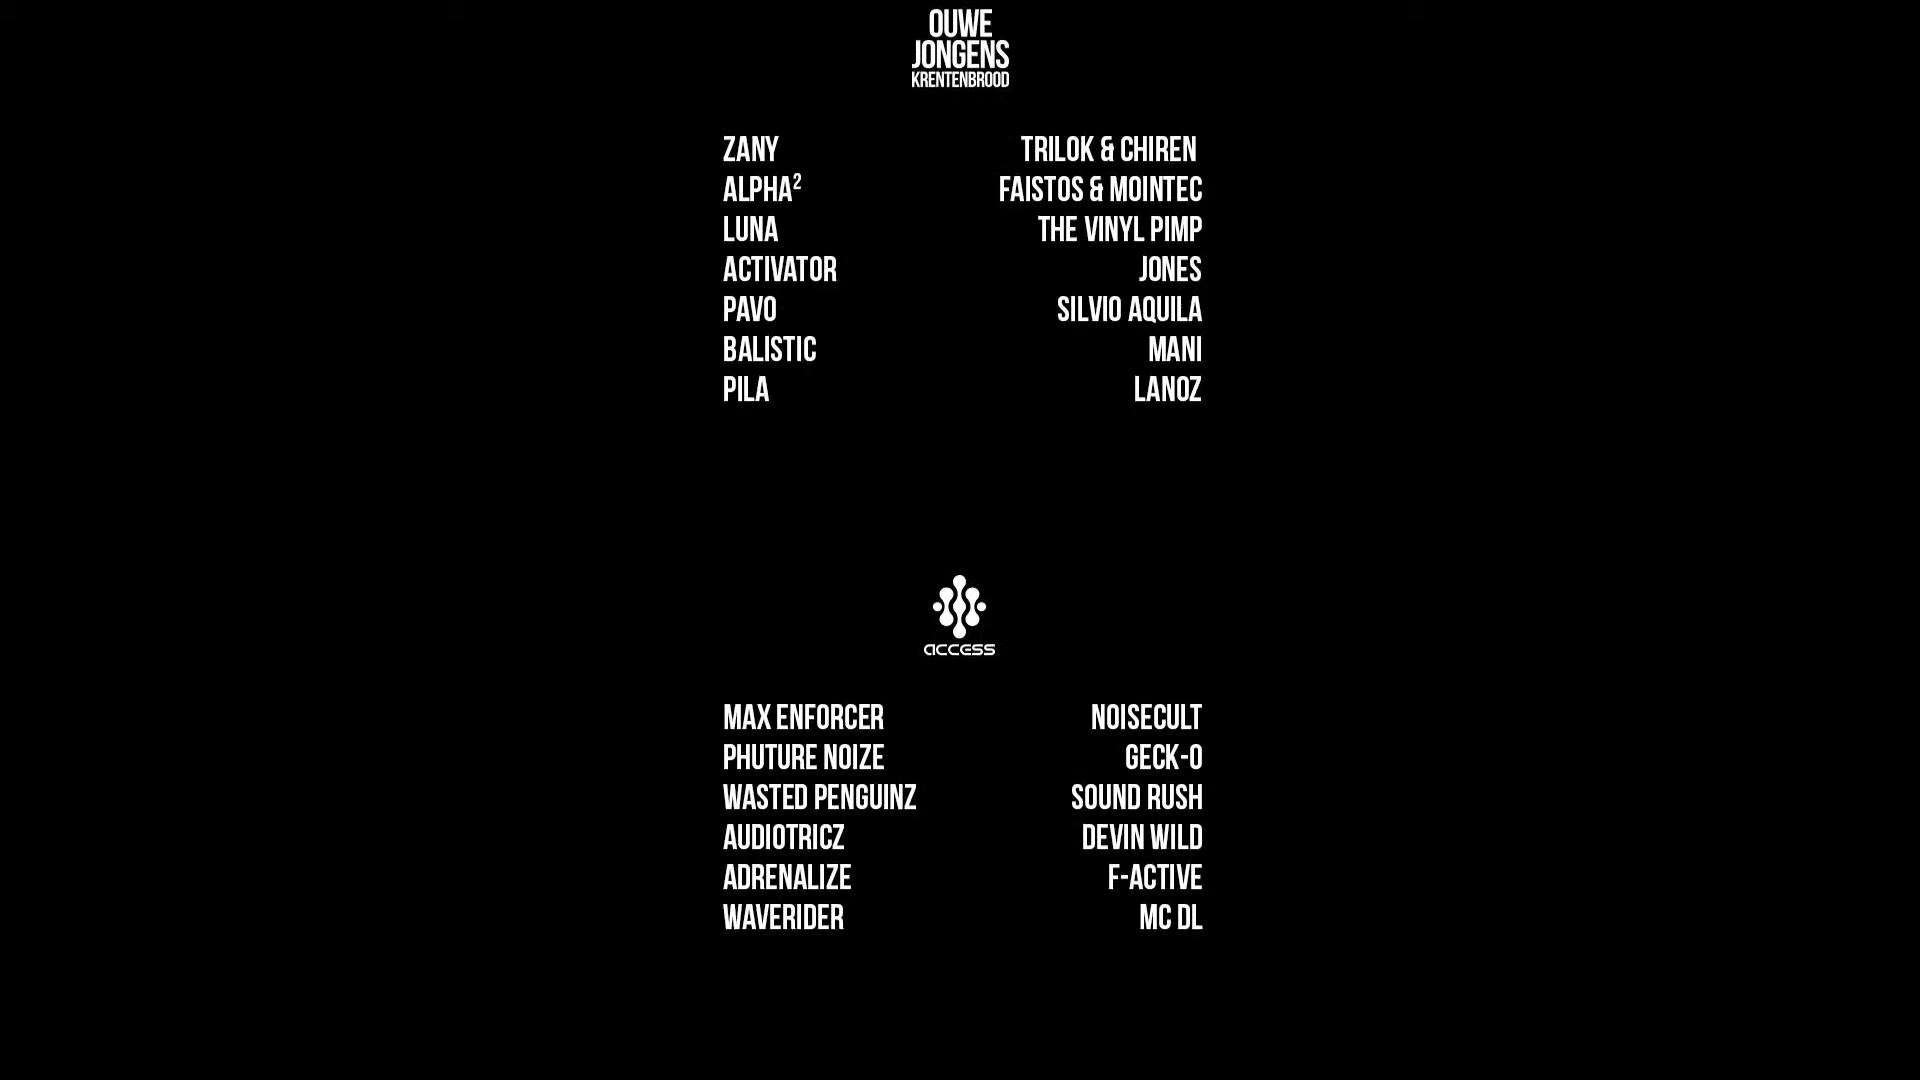 OUWE
JONGENS
KRENTENBROOD
ZANY
ALPHA²
LUNA
ACTIVATOR
PAVO
BALISTIC
PILA
TRILOK & CHIREN
FAISTOS & MOINTEC
THE VINYL PIMP
JONES
SILVIO AQUILA
MANI
LANOZ
access
MAX ENFORCER
PHUTURE NOIZE
WASTED PENGUINZ
AUDIOTRICZ
ADRENALIZE
WAVERIDER
NOISECULT
GECK-O
SOUND RUSH
DEVIN WILD
F-ACTIVE
MC DL